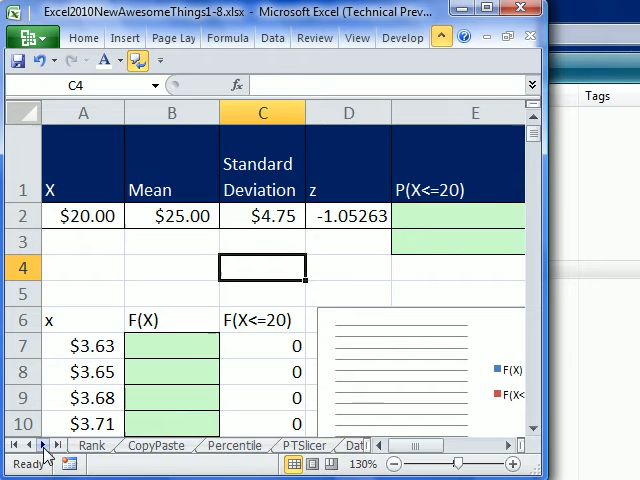 Excel2010NewAwesomeThings1-8.xlsx - Microsoft Excel (Technical Prev...
Home Insert Page La Formula Data Review View Develop
C4 fx
Tags
A B C D E
1 X Mean Standard Deviation z P(X<=20)
2 $20.00 $25.00 $4.75 -1.05263
3
4
5
6 x F(X) F(X<=20)
7 $3.63 0
8 $3.65 0
9 $3.68 0
10 $3.71 0
F(X)
F(X<
Rank CopyPaste Percentile PTSlicer Dat
Ready 130%